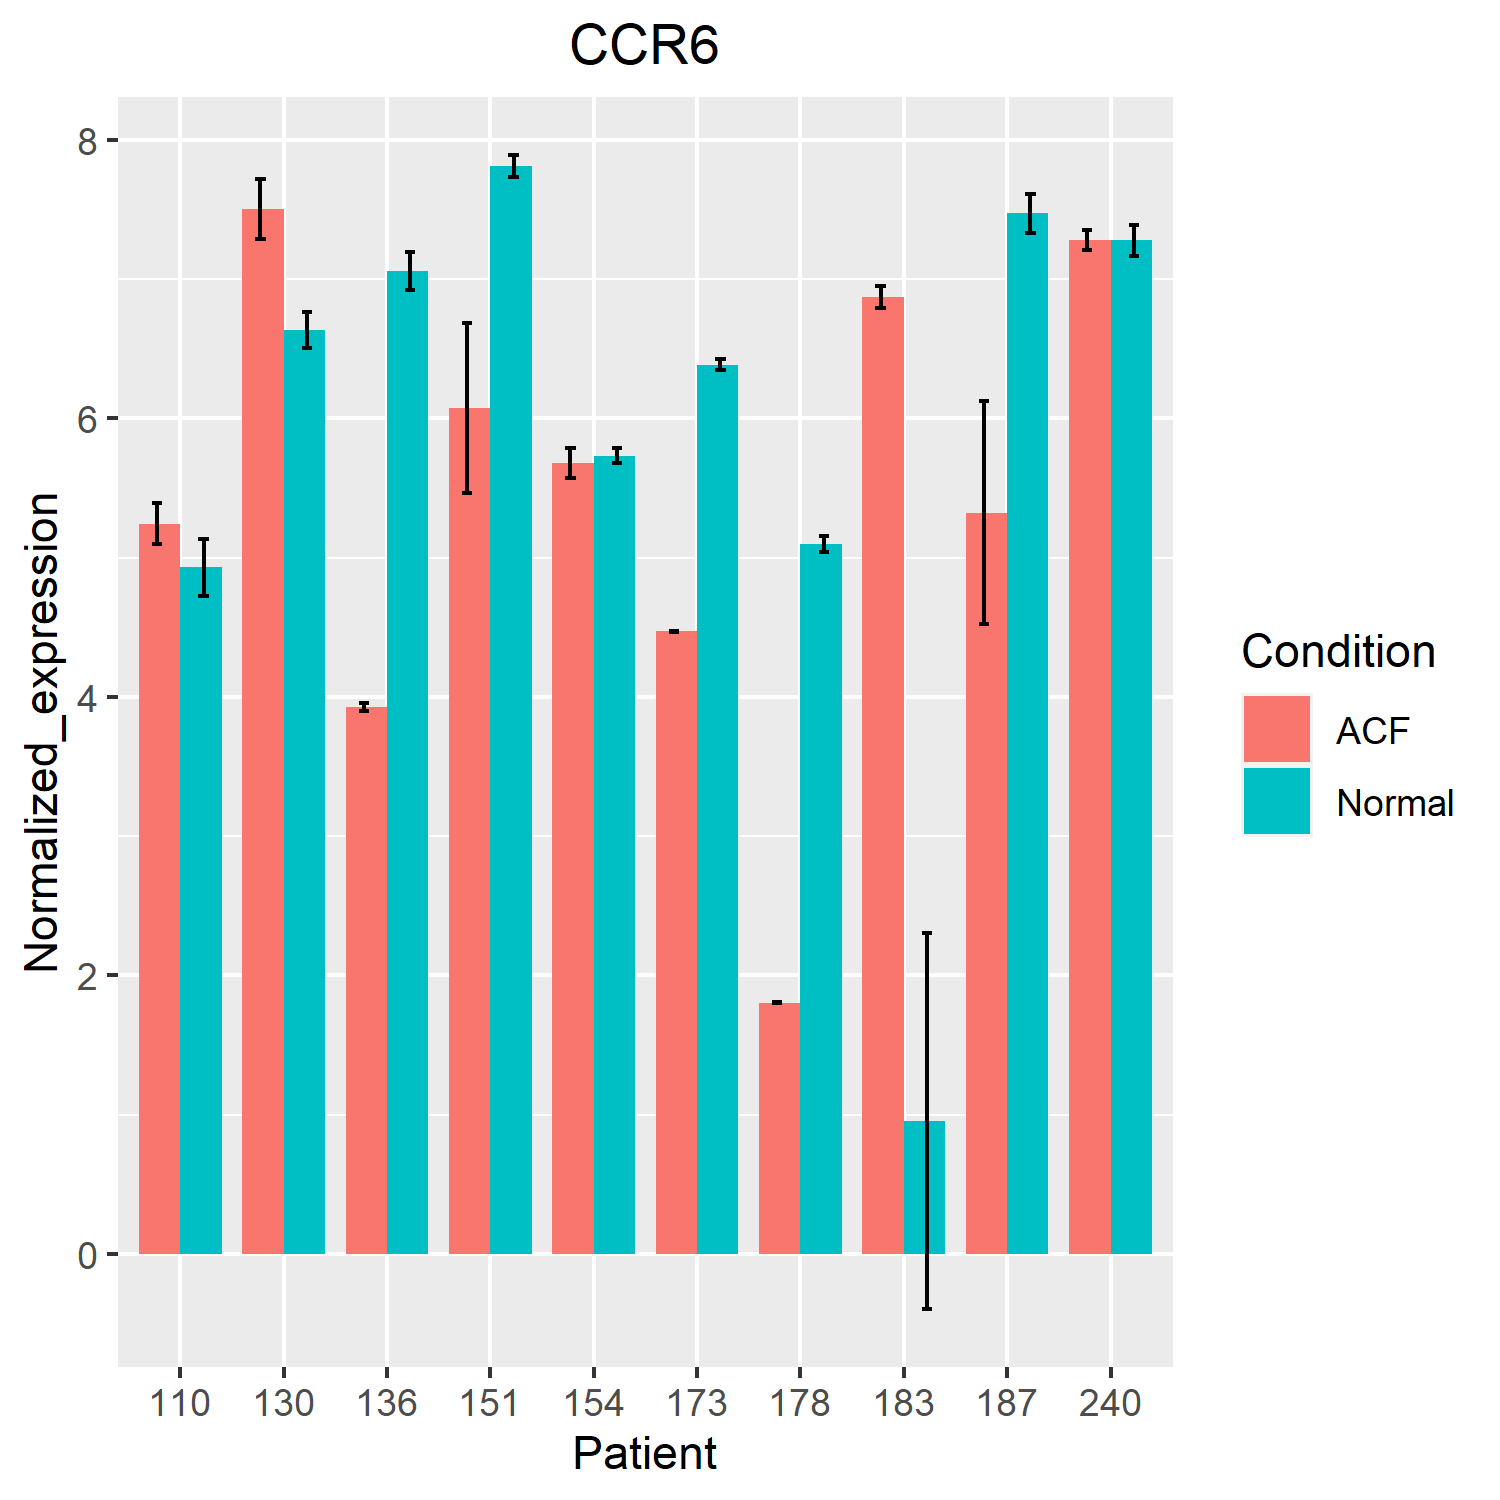 CCR6
8
6
4
2
0
Normalized_expression
110 130 136 151 154 173 178 183 187 240
Patient
Condition
ACF
Normal